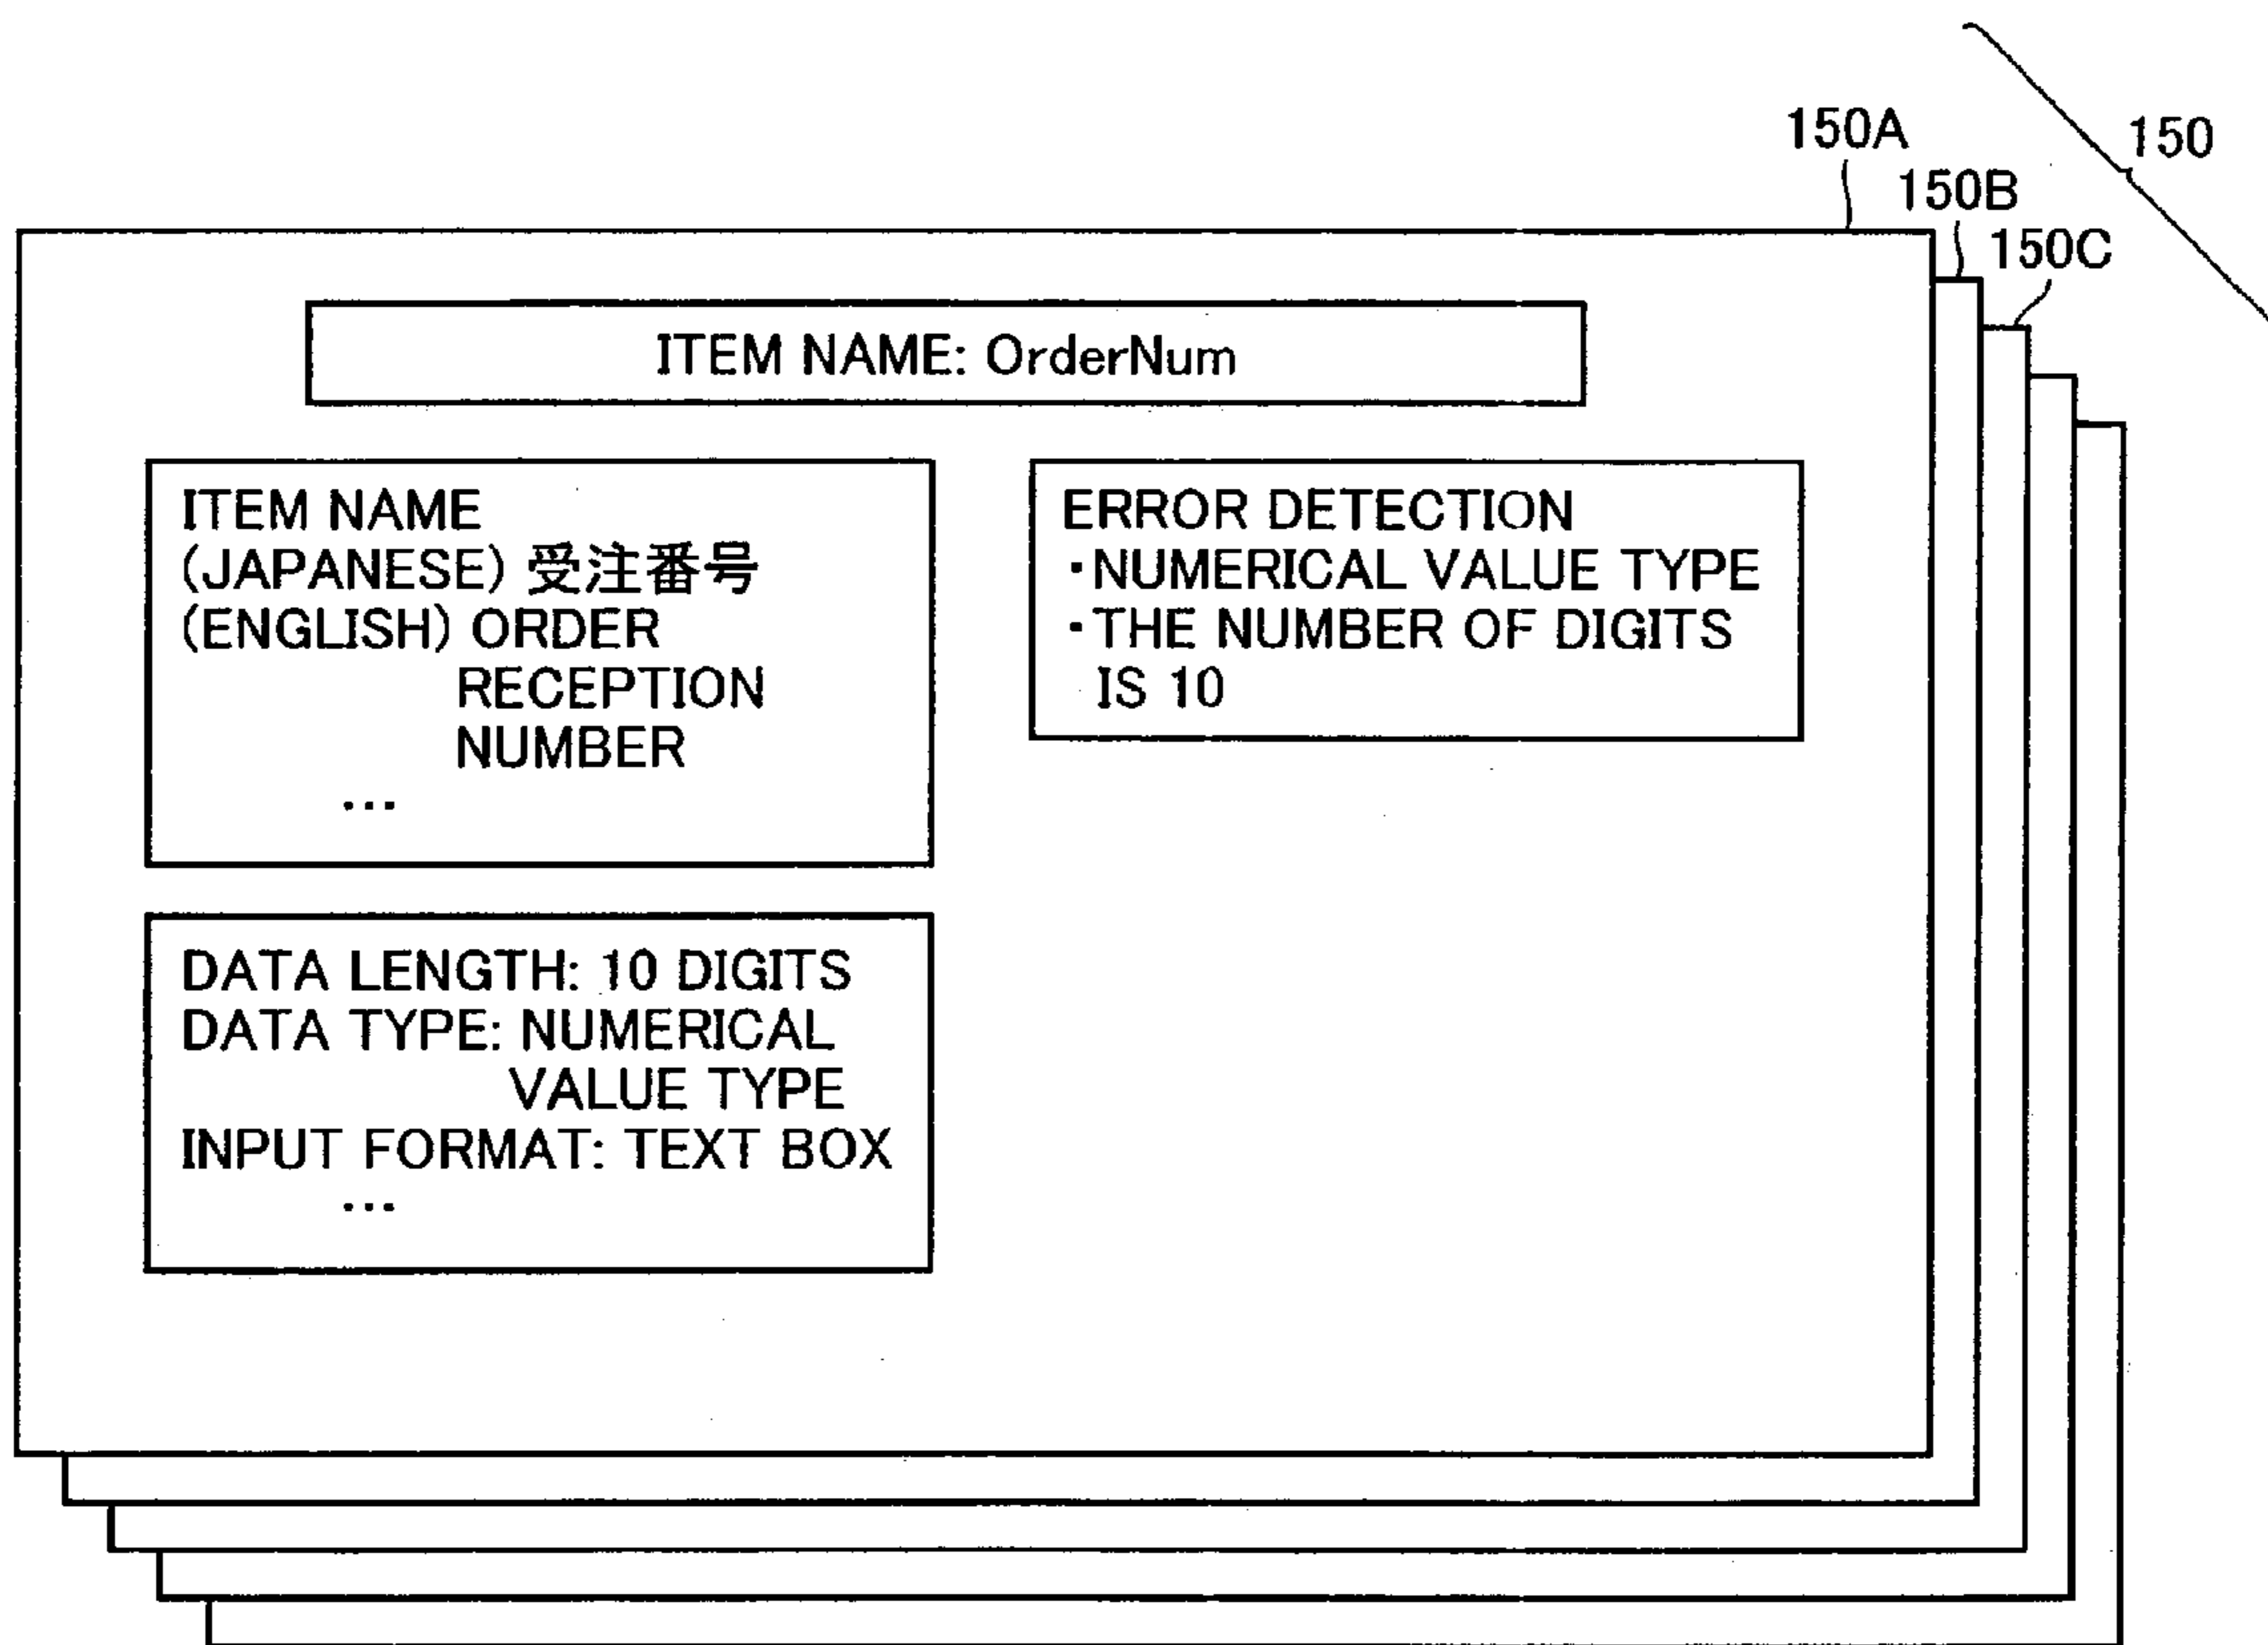 150
150A
150B
150C
ITEM NAME: OrderNum
ITEM NAME
(JAPANESE) 受注番号
(ENGLISH) ORDER
RECEPTION
NUMBER
...
ERROR DETECTION
・NUMERICAL VALUE TYPE
・THE NUMBER OF DIGITS
IS 10
DATA LENGTH: 10 DIGITS
DATA TYPE: NUMERICAL
VALUE TYPE
INPUT FORMAT: TEXT BOX
...